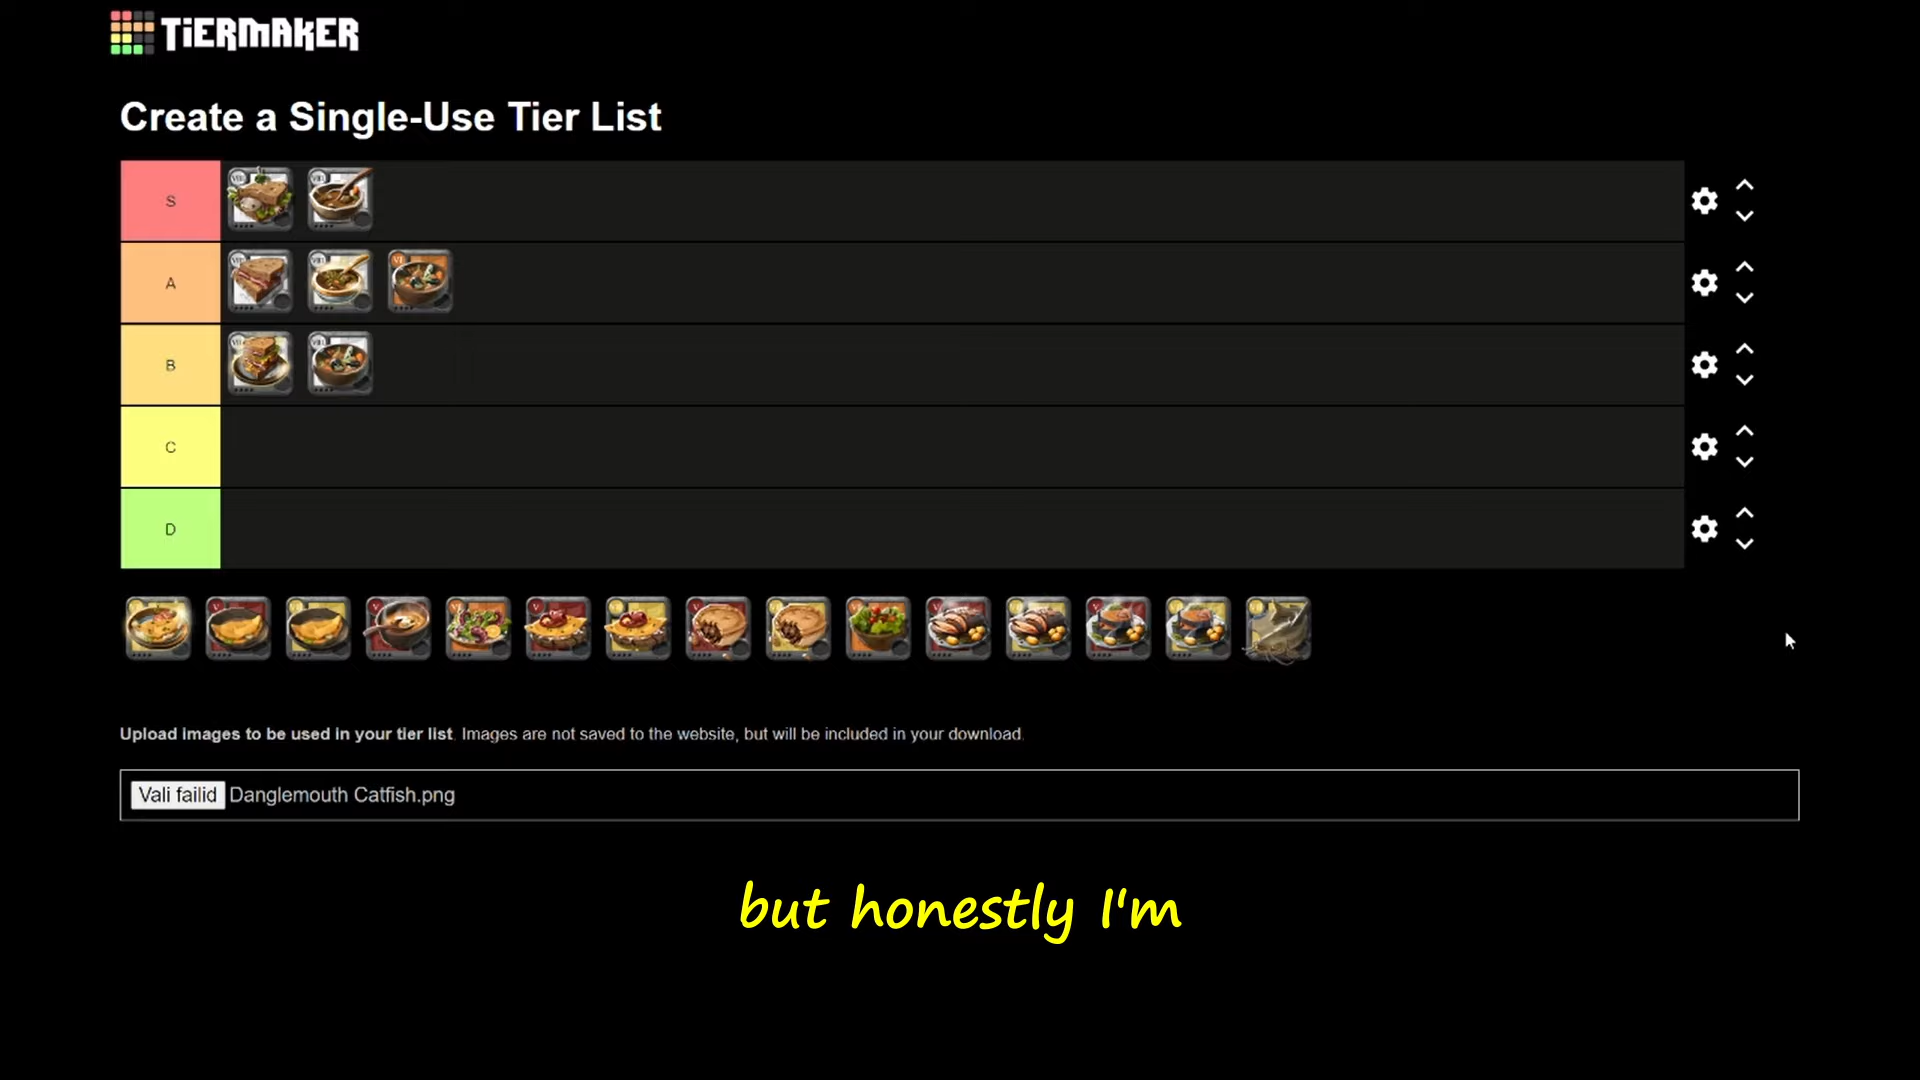 TiERMAKER
Create a Single-Use Tier List
S
A
B
C
D
Upload images to be used in your tier list. Images are not saved to the website, but will be included in your download.
Vali failid Danglemouth Catfish.png
but honestly I'm